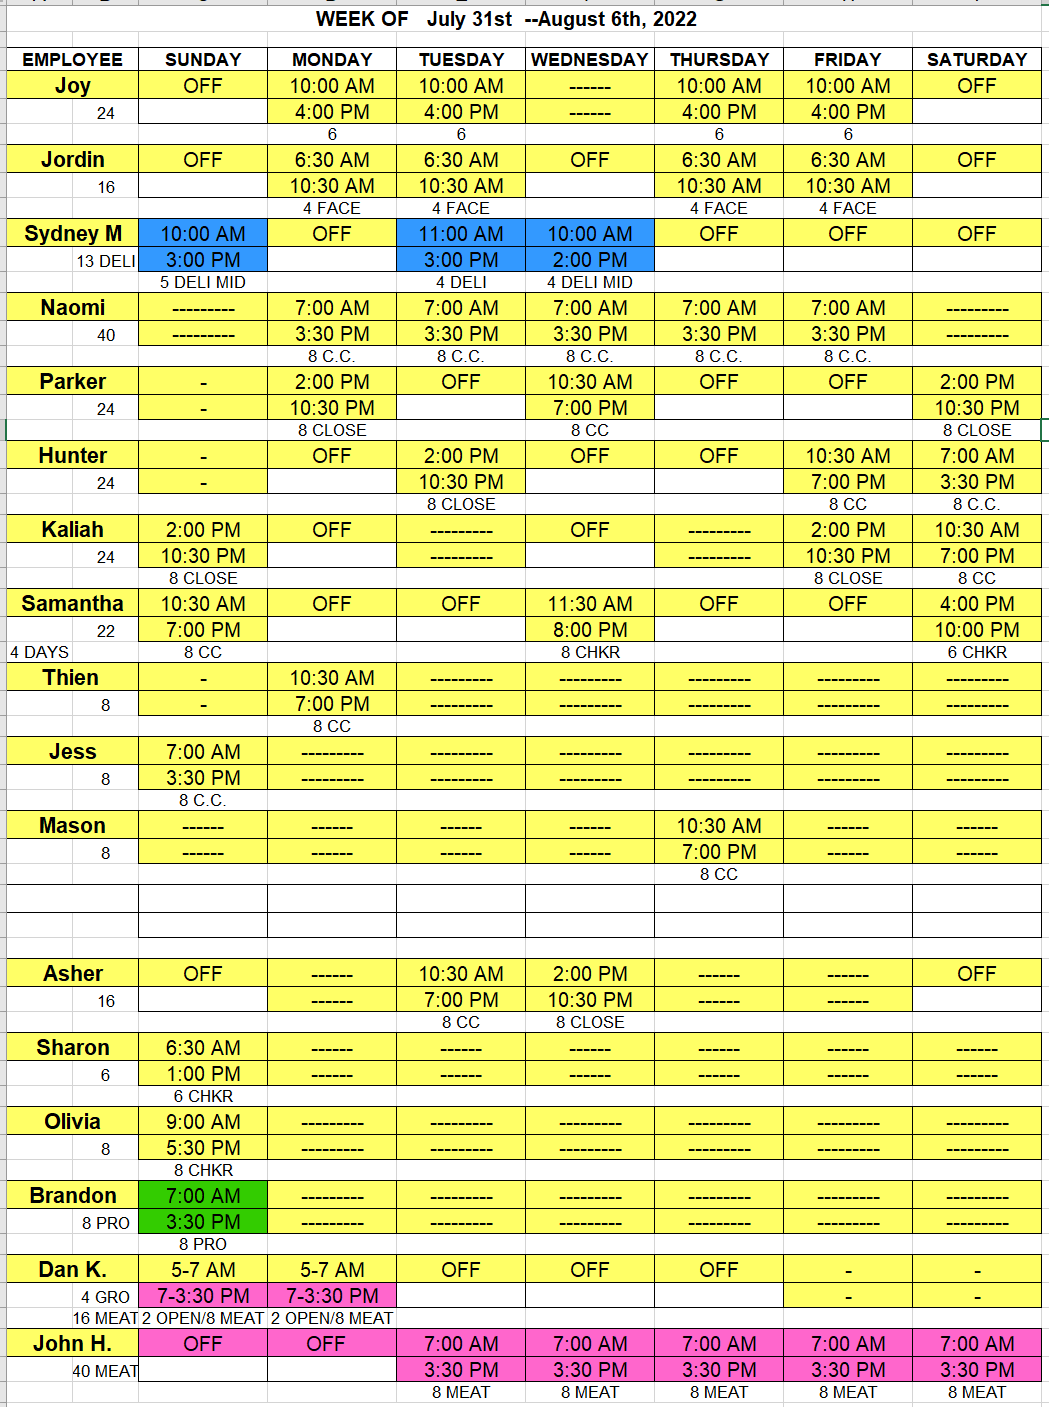 WEEK OF July 31st --August 6th, 2022
EMPLOYEE SUNDAY MONDAY TUESDAY WEDNESDAY THURSDAY FRIDAY SATURDAY
Joy OFF 10:00 AM 10:00 AM ------ 10:00 AM 10:00 AM OFF
24 4:00 PM 4:00 PM ------ 4:00 PM 4:00 PM
6 6 6 6
Jordin OFF 6:30 AM 6:30 AM OFF 6:30 AM 6:30 AM OFF
16 10:30 AM 10:30 AM 10:30 AM 10:30 AM
4 FACE 4 FACE 4 FACE 4 FACE
Sydney M 10:00 AM OFF 11:00 AM 10:00 AM OFF OFF OFF
13 DELI 3:00 PM 3:00 PM 2:00 PM
5 DELI MID 4 DELI 4 DELI MID
Naomi --------- 7:00 AM 7:00 AM 7:00 AM 7:00 AM 7:00 AM ---------
40 --------- 3:30 PM 3:30 PM 3:30 PM 3:30 PM 3:30 PM ---------
8 C.C. 8 C.C. 8 C.C. 8 C.C. 8 C.C.
Parker - 2:00 PM OFF 10:30 AM OFF OFF 2:00 PM
24 - 10:30 PM 7:00 PM 10:30 PM
8 CLOSE 8 CC 8 CLOSE
Hunter - OFF 2:00 PM OFF OFF 10:30 AM 7:00 AM
24 - 10:30 PM 7:00 PM 3:30 PM
8 CLOSE 8 CC 8 C.C.
Kaliah 2:00 PM OFF --------- OFF --------- 2:00 PM 10:30 AM
24 10:30 PM --------- --------- 10:30 PM 7:00 PM
8 CLOSE 8 CLOSE 8 CC
Samantha 10:30 AM OFF OFF 11:30 AM OFF OFF 4:00 PM
22 7:00 PM 8:00 PM 10:00 PM
4 DAYS 8 CC 8 CHKR 6 CHKR
Thien - 10:30 AM --------- --------- --------- --------- ---------
8 - 7:00 PM --------- --------- --------- --------- ---------
8 CC
Jess 7:00 AM --------- --------- --------- --------- --------- ---------
8 3:30 PM --------- --------- --------- --------- --------- ---------
8 C.C.
Mason ------ ------ ------ ------ 10:30 AM ------ ------
8 ------ ------ ------ ------ 7:00 PM ------ ------
8 CC
Asher OFF ------ 10:30 AM 2:00 PM ------ ------ OFF
16 ------ 7:00 PM 10:30 PM ------ ------
8 CC 8 CLOSE
Sharon 6:30 AM ------ ------ ------ ------ ------ ------
6 1:00 PM ------ ------ ------ ------ ------ ------
6 CHKR
Olivia 9:00 AM --------- --------- --------- --------- --------- ---------
8 5:30 PM --------- --------- --------- --------- --------- ---------
8 CHKR
Brandon 7:00 AM --------- --------- --------- --------- --------- ---------
8 PRO 3:30 PM --------- --------- --------- --------- --------- ---------
8 PRO
Dan K. 5-7 AM 5-7 AM OFF OFF OFF - -
4 GRO 7-3:30 PM 7-3:30 PM - -
16 MEAT 2 OPEN/8 MEAT 2 OPEN/8 MEAT
John H. OFF OFF 7:00 AM 7:00 AM 7:00 AM 7:00 AM 7:00 AM
40 MEAT 3:30 PM 3:30 PM 3:30 PM 3:30 PM 3:30 PM
8 MEAT 8 MEAT 8 MEAT 8 MEAT 8 MEAT